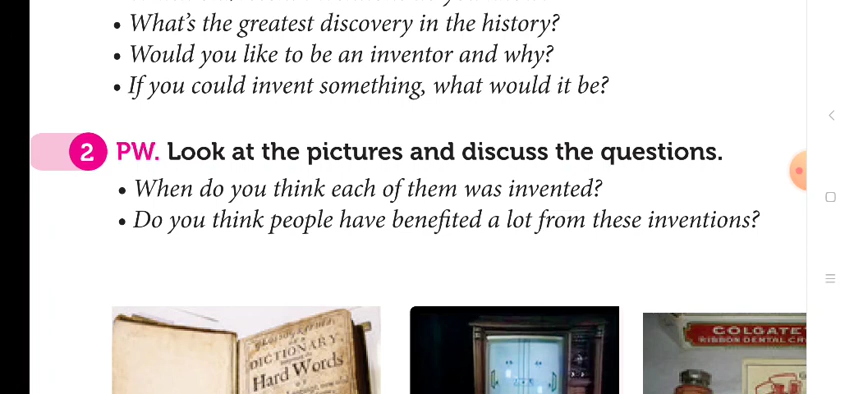 • What's the greatest discovery in the history?
• Would you like to be an inventor and why?
• If you could invent something, what would it be?
2 PW. Look at the pictures and discuss the questions.
• When do you think each of them was invented?
• Do you think people have benefited a lot from these inventions?
DICTIONARY
Hard Words
COLGATE
RIBBON DENTAL